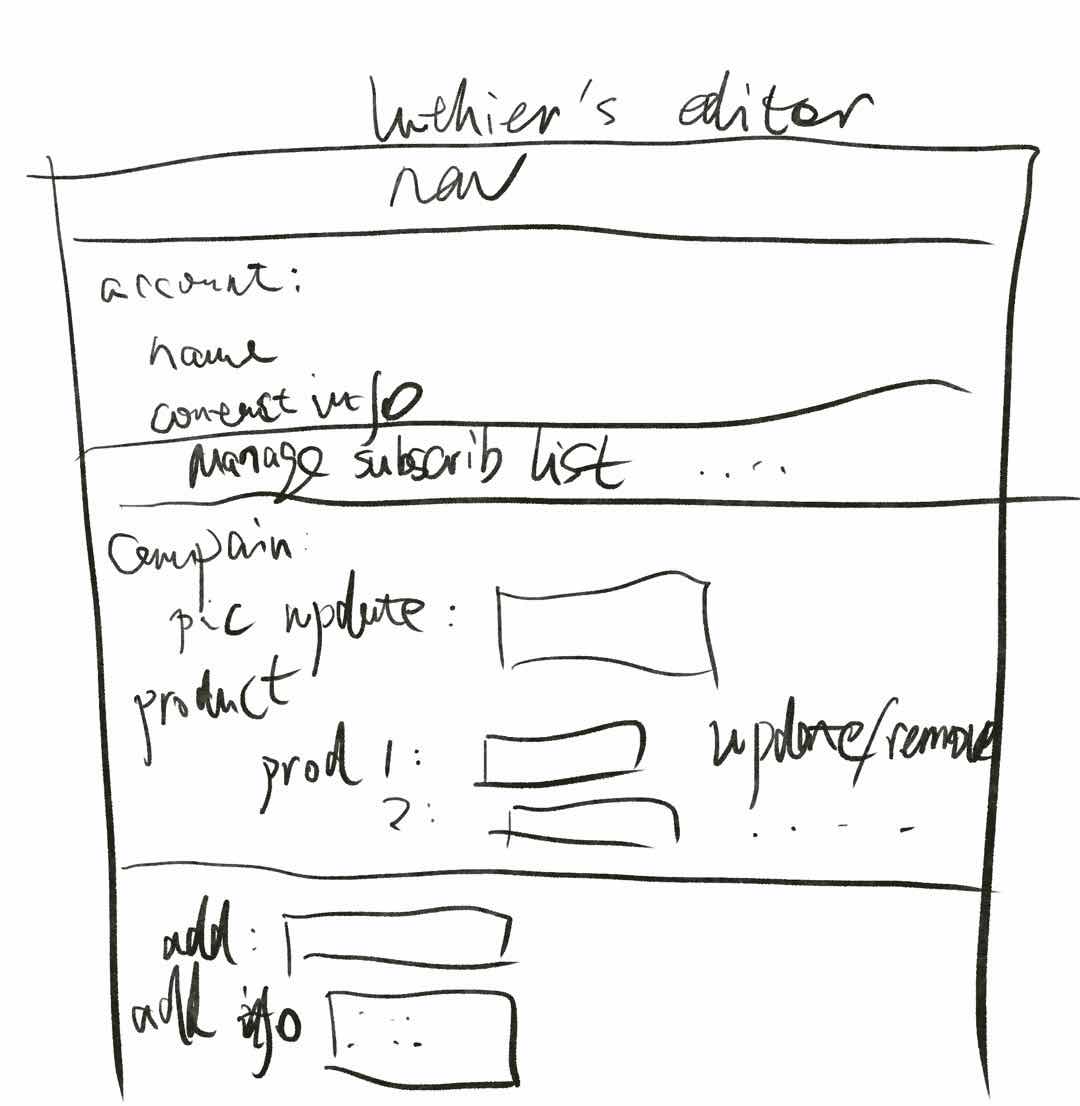 luthier's editor
nav
account:
name
contact info
Manage subscrib list ....
Campain:
pic update:
product
prod 1: update/remove
2: ....
add:
add info